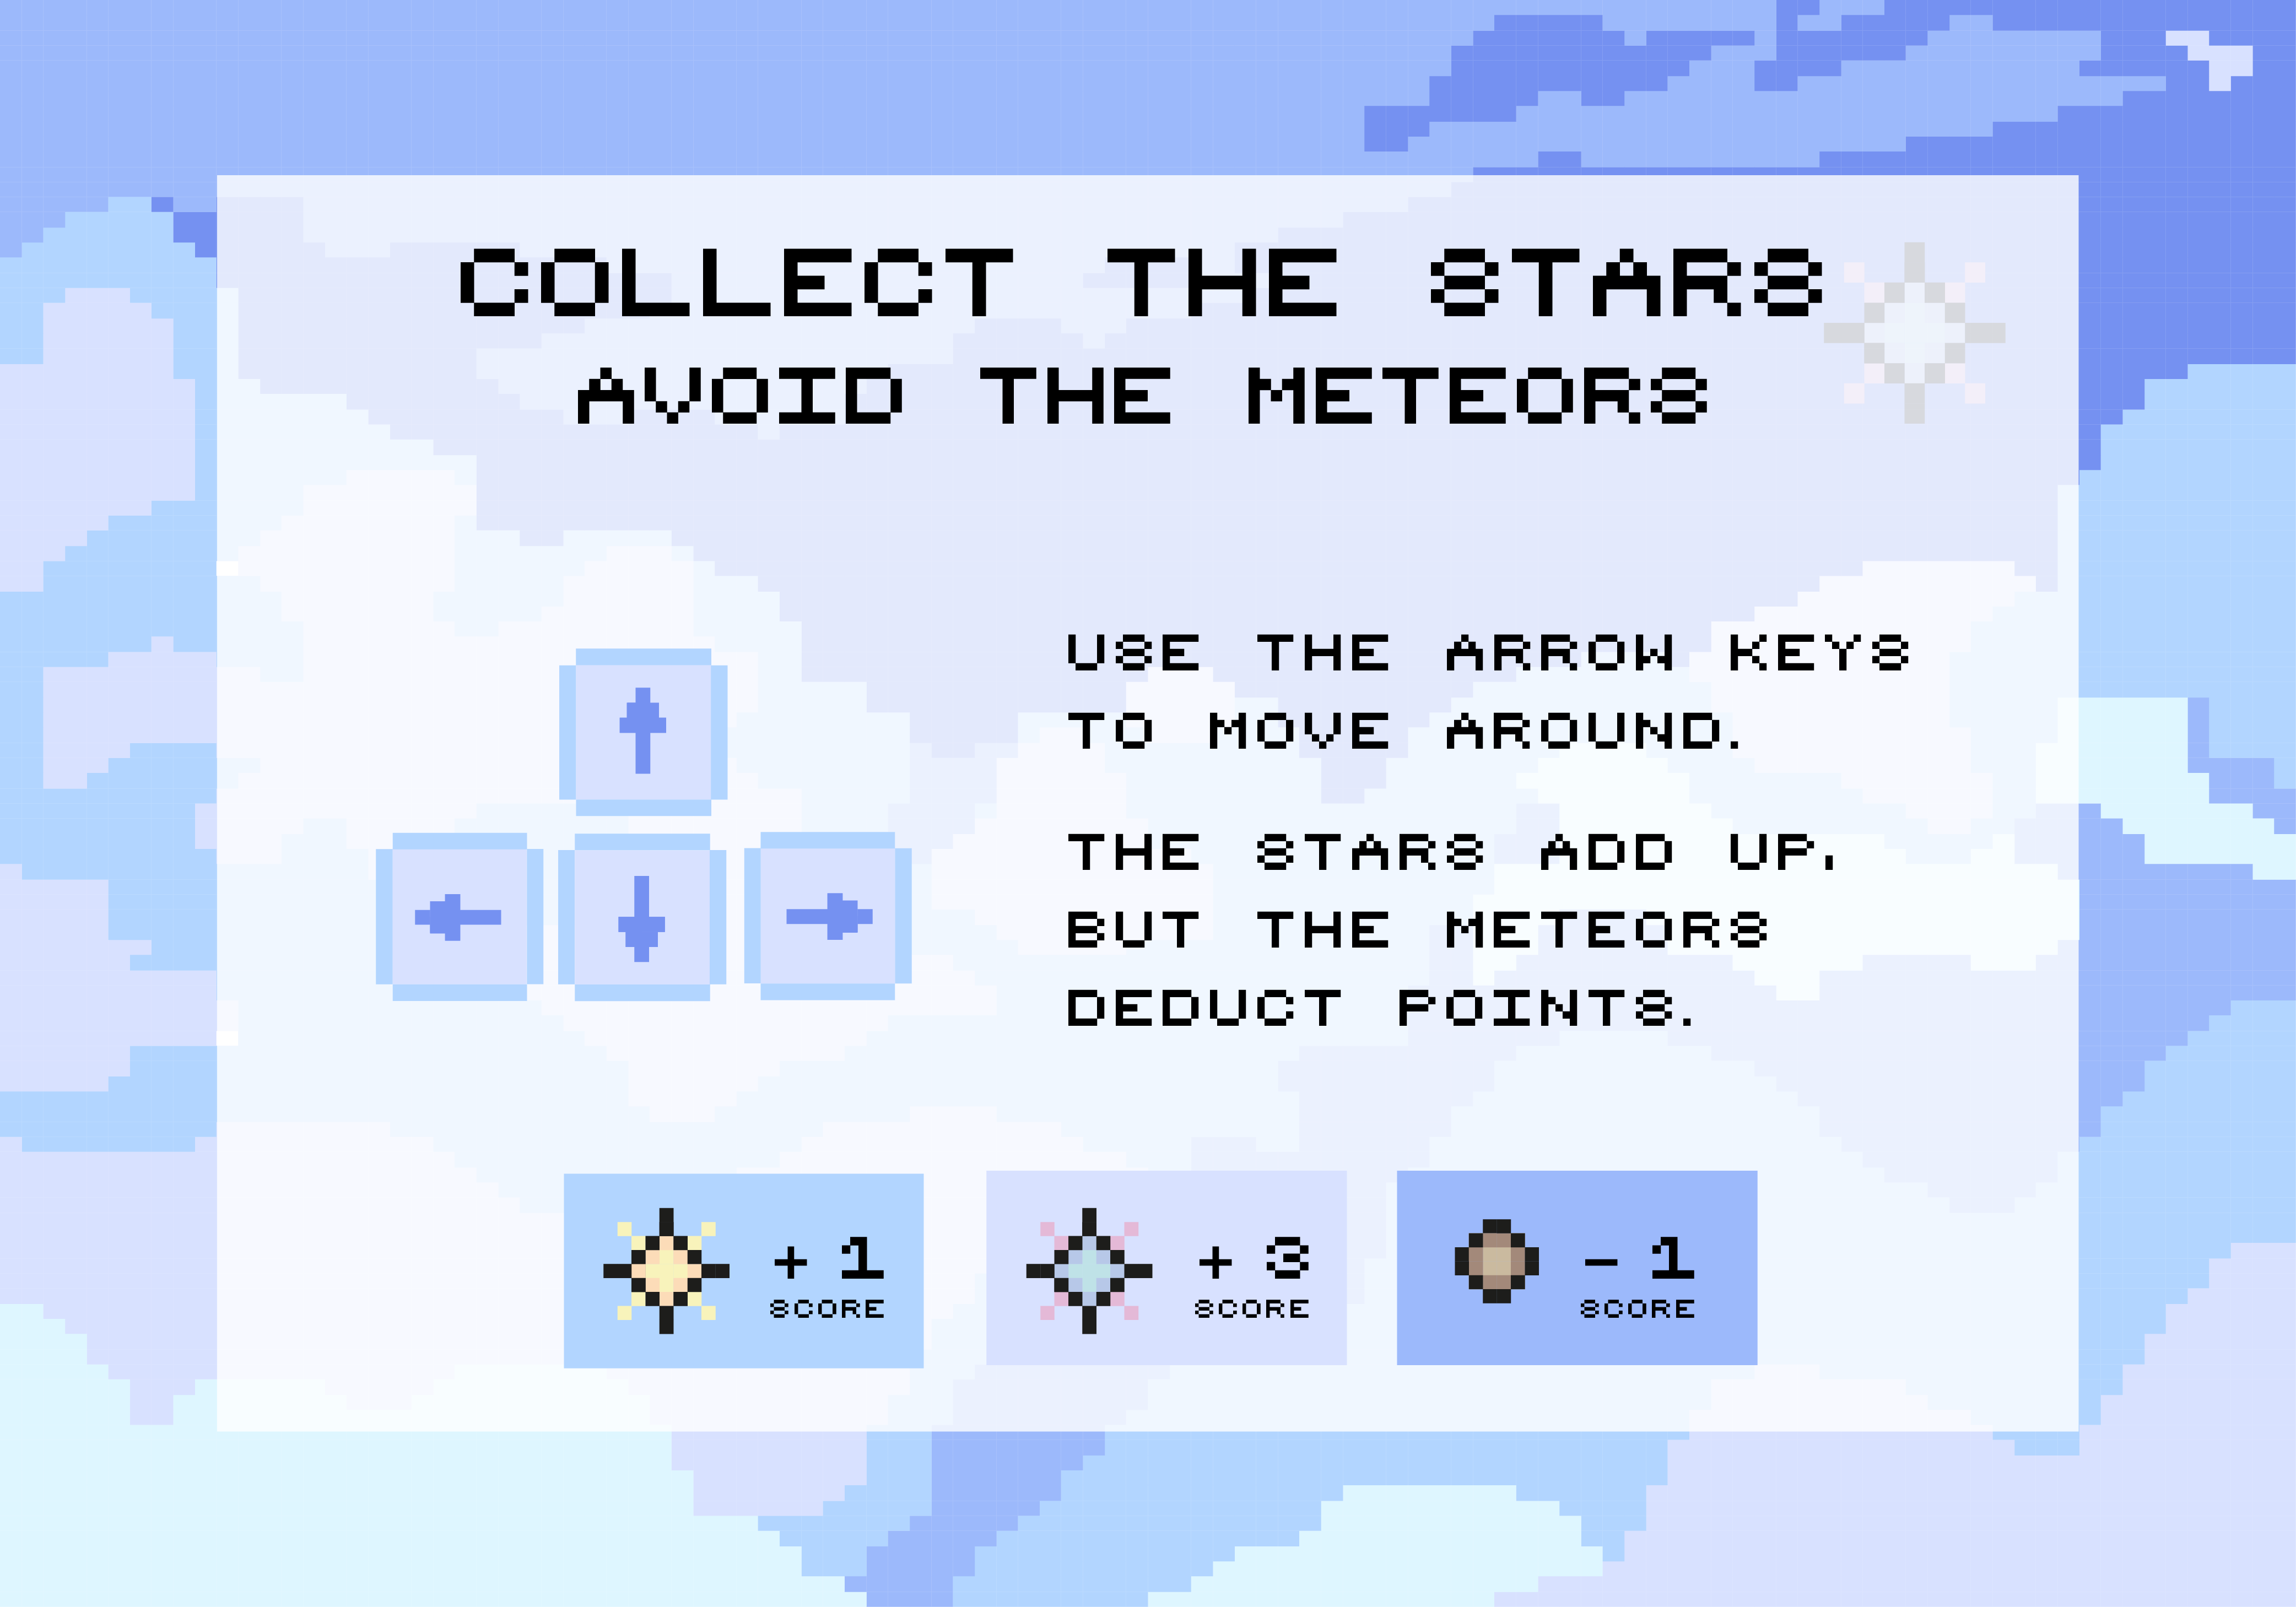 COLLECT THE STARS
AVOID THE METEORS
USE THE ARROW KEYS
TO MOVE AROUND.
THE STARS ADD UP,
BUT THE METEORS
DEDUCT POINTS.
+ 1
SCORE
+ 3
SCORE
- 1
SCORE